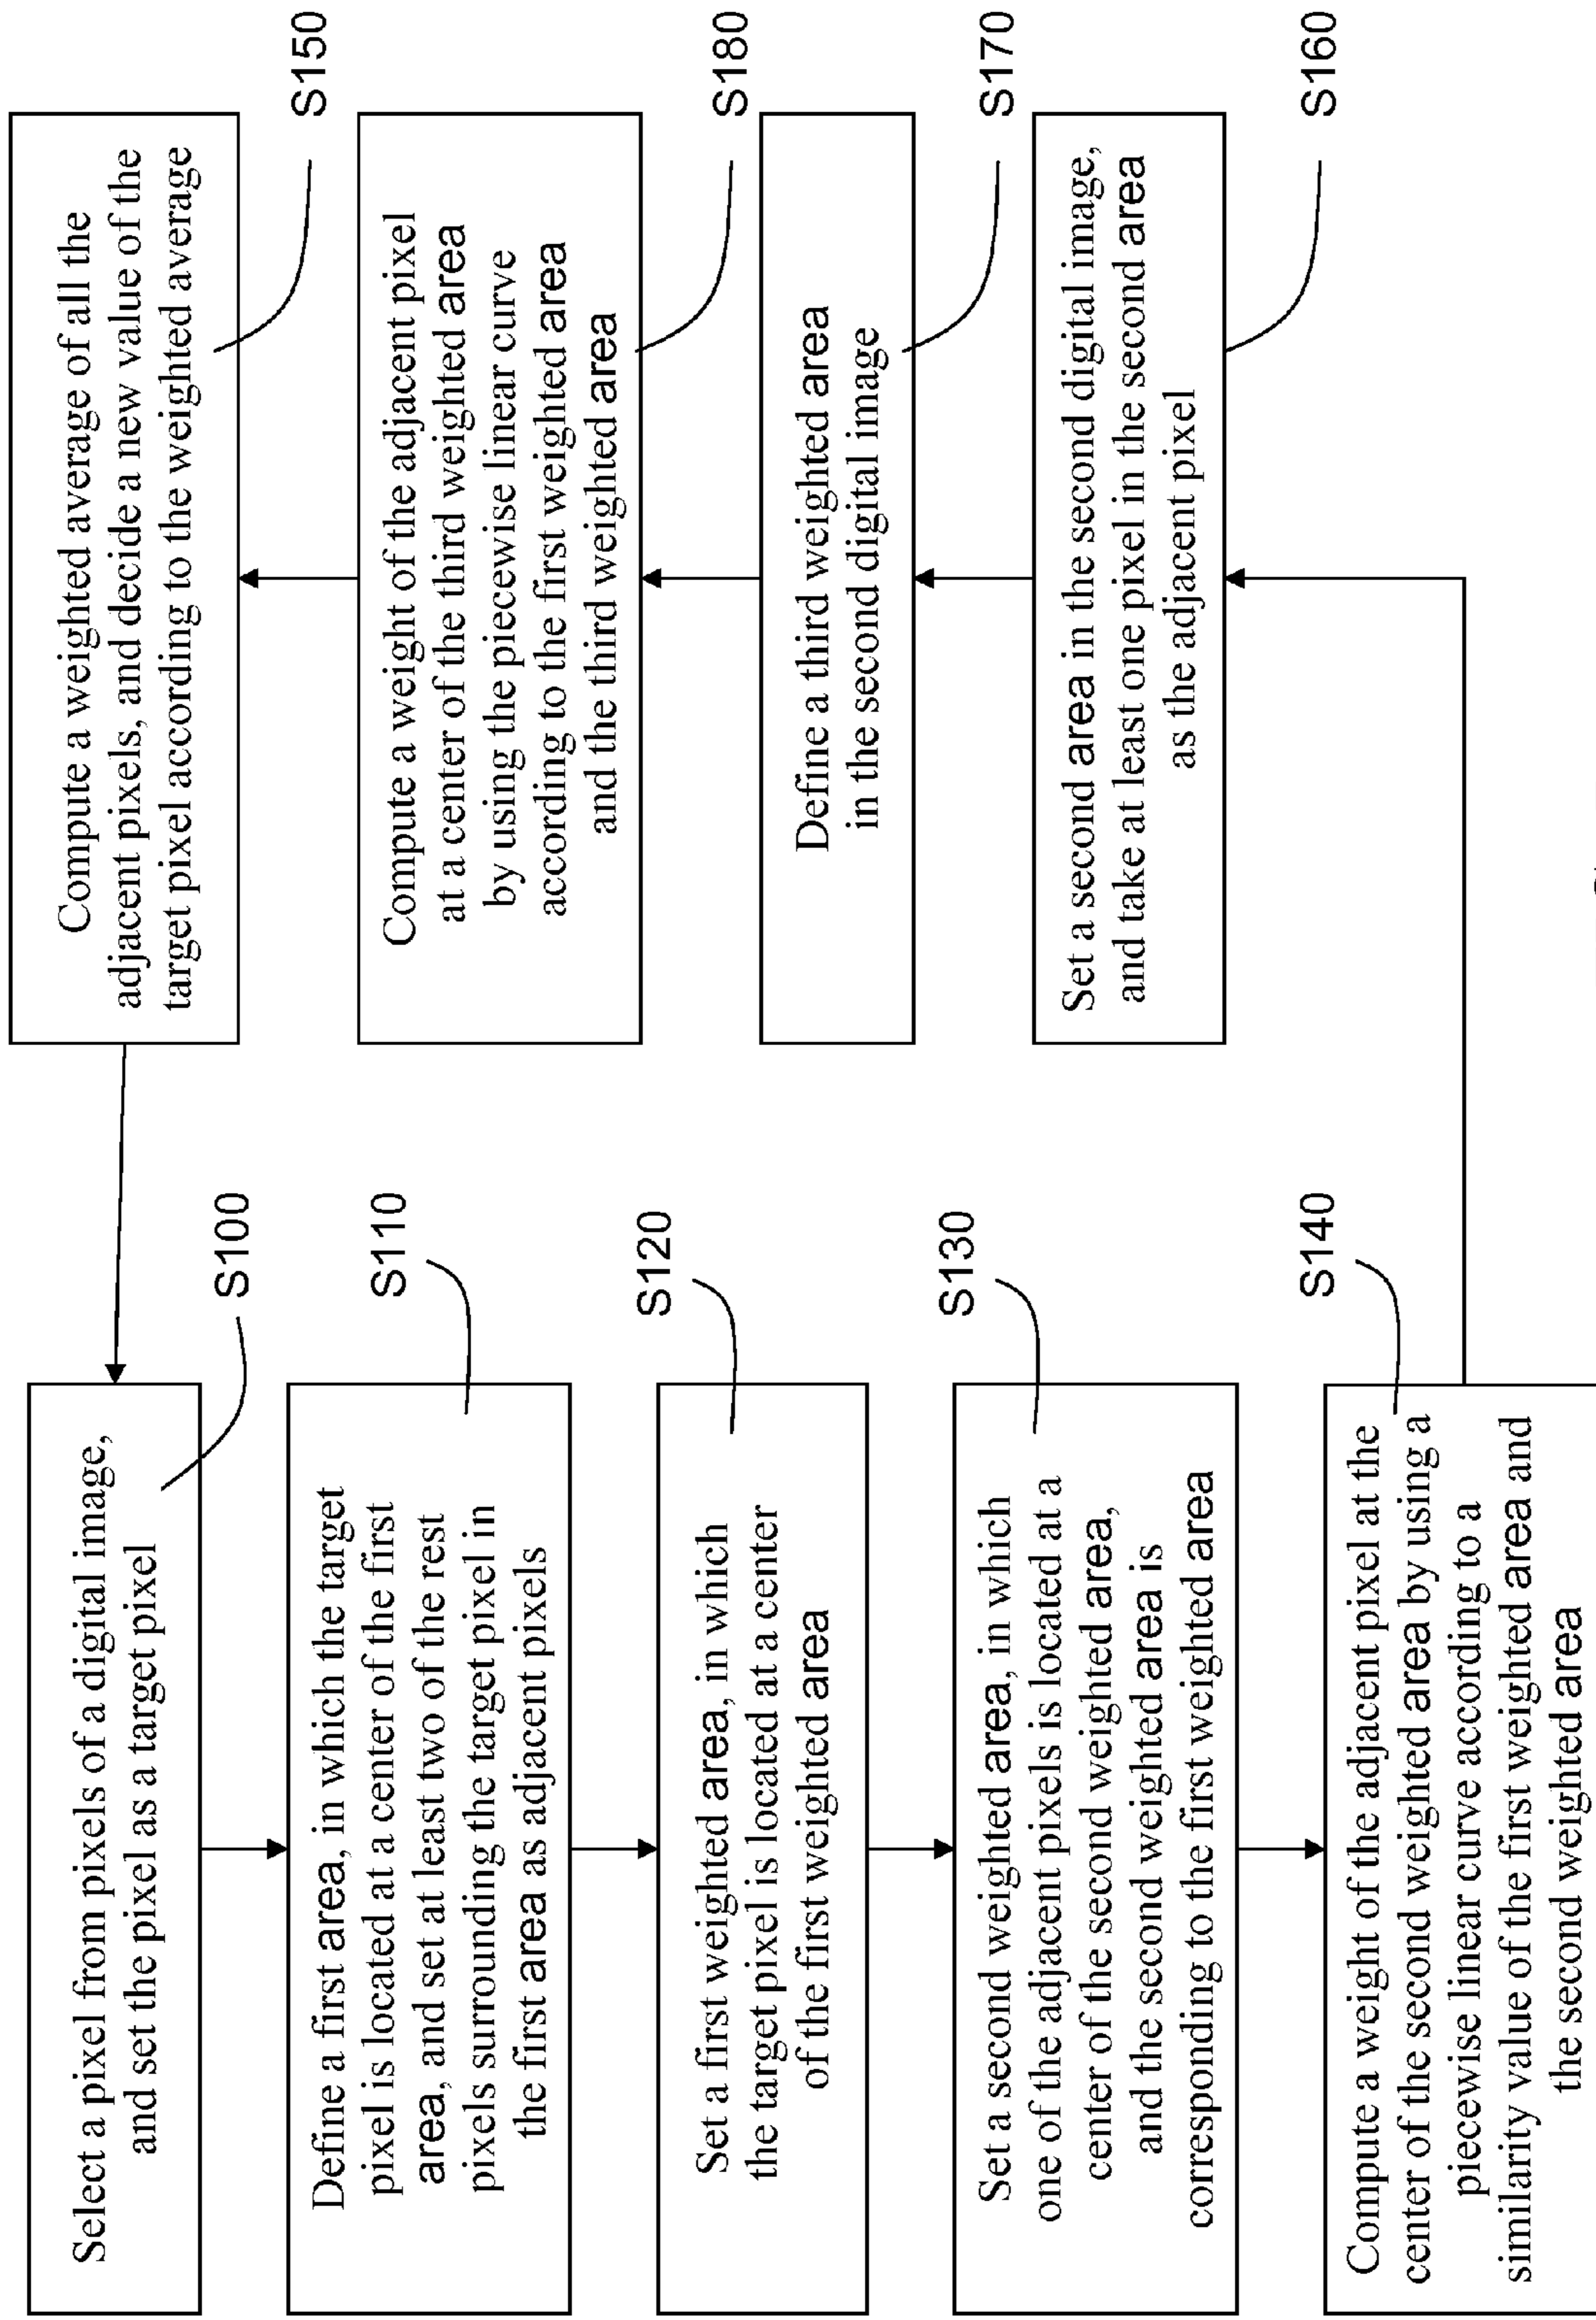 Select a pixel from pixels of a digital image,
and set the pixel as a target pixel
S100
Define a first area, in which the target
pixel is located at a center of the first
area, and set at least two of the rest
pixels surrounding the target pixel in
the first area as adjacent pixels
S110
Set a first weighted area, in which
the target pixel is located at a center
of the first weighted area
S120
Set a second weighted area, in which
one of the adjacent pixels is located at a
center of the second weighted area,
and the second weighted area is
corresponding to the first weighted area
S130
Compute a weight of the adjacent pixel at the
center of the second weighted area by using a
piecewise linear curve according to a
similarity value of the first weighted area and
the second weighted area
S140
Compute a weighted average of all the
adjacent pixels, and decide a new value of the
target pixel according to the weighted average
S150
Compute a weight of the adjacent pixel
at a center of the third weighted area
by using the piecewise linear curve
according to the first weighted area
and the third weighted area
S180
Define a third weighted area
in the second digital image
S170
Set a second area in the second digital image,
and take at least one pixel in the second area
as the adjacent pixel
S160